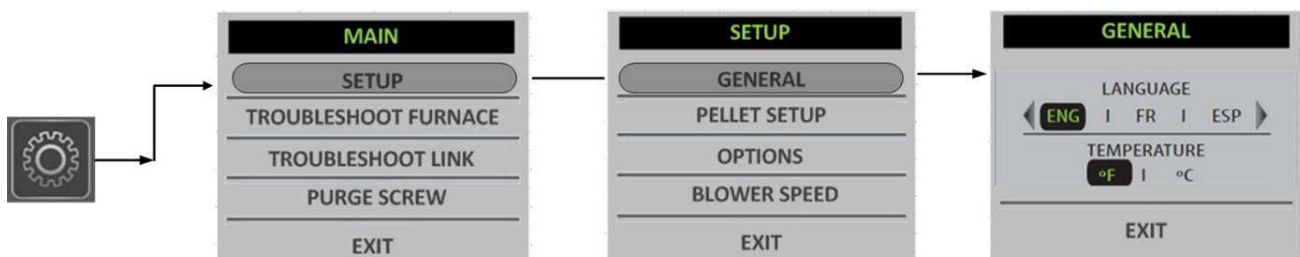 MAIN
SETUP
TROUBLESHOOT FURNACE
TROUBLESHOOT LINK
PURGE SCREW
EXIT
SETUP
GENERAL
PELLET SETUP
OPTIONS
BLOWER SPEED
EXIT
GENERAL
LANGUAGE
ENG I FR I ESP
TEMPERATURE
ºF I ºC
EXIT